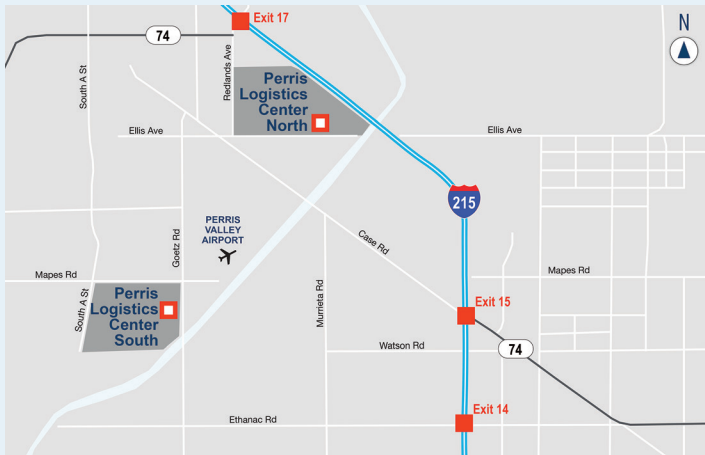 Exit 17
N
74
South A St
Redlands Ave
Perris
Logistics
Center
North
Ellis Ave
Ellis Ave
215
PERRIS
VALLEY
AIRPORT
Goetz Rd
Case Rd
Mapes Rd
Mapes Rd
South A St
Perris
Logistics
Center
South
Murrieta Rd
Exit 15
Watson Rd
74
Exit 14
Ethanac Rd